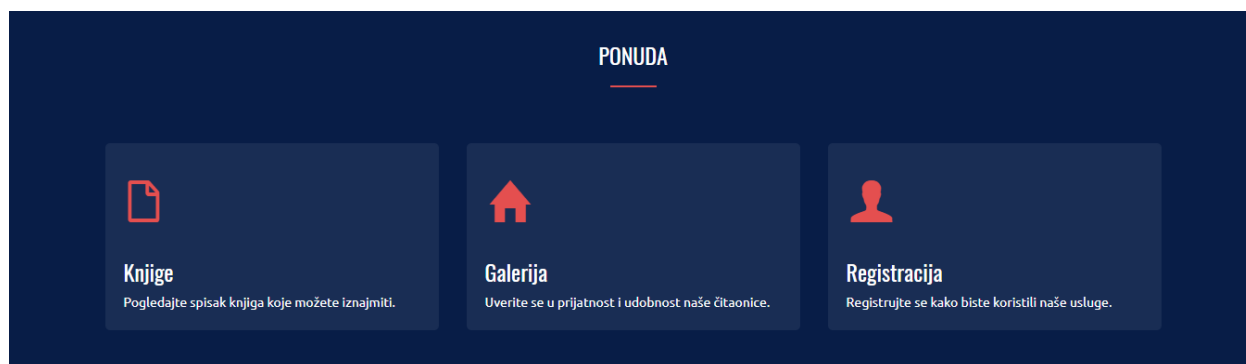 PONUDA
Knjige
Pogledajte spisak knjiga koje možete iznajmiti.
Galerija
Uverite se u prijatnost i udobnost naše čitaonice.
Registracija
Registrujte se kako biste koristili naše usluge.